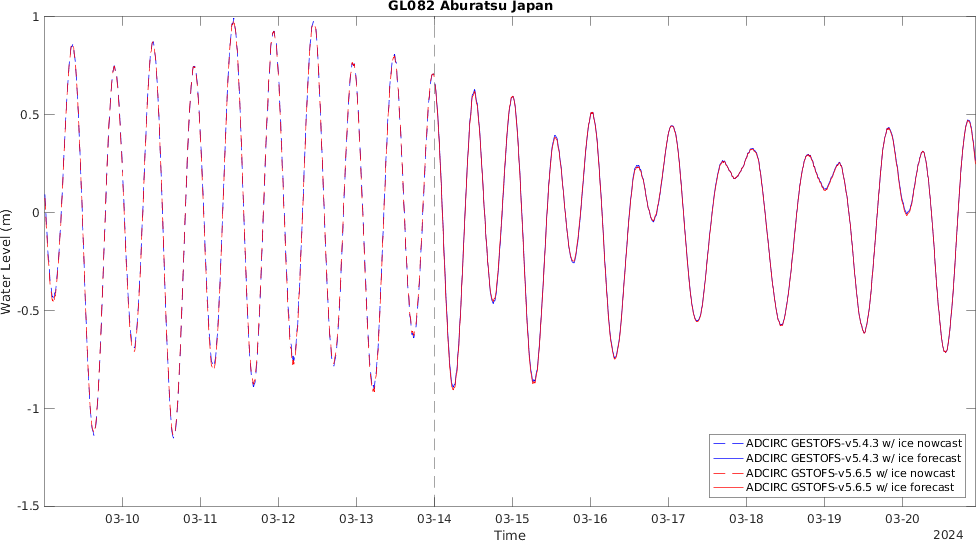 GL082 Aburatsu Japan
1
0.5
0
-0.5
-1
-1.5
Water Level (m)
03-10 03-11 03-12 03-13 03-14 03-15 03-16 03-17 03-18 03-19 03-20
Time
2024
ADCIRC GESTOFS-v5.4.3 w/ ice nowcast
ADCIRC GESTOFS-v5.4.3 w/ ice forecast
ADCIRC GSTOFS-v5.6.5 w/ ice nowcast
ADCIRC GSTOFS-v5.6.5 w/ ice forecast